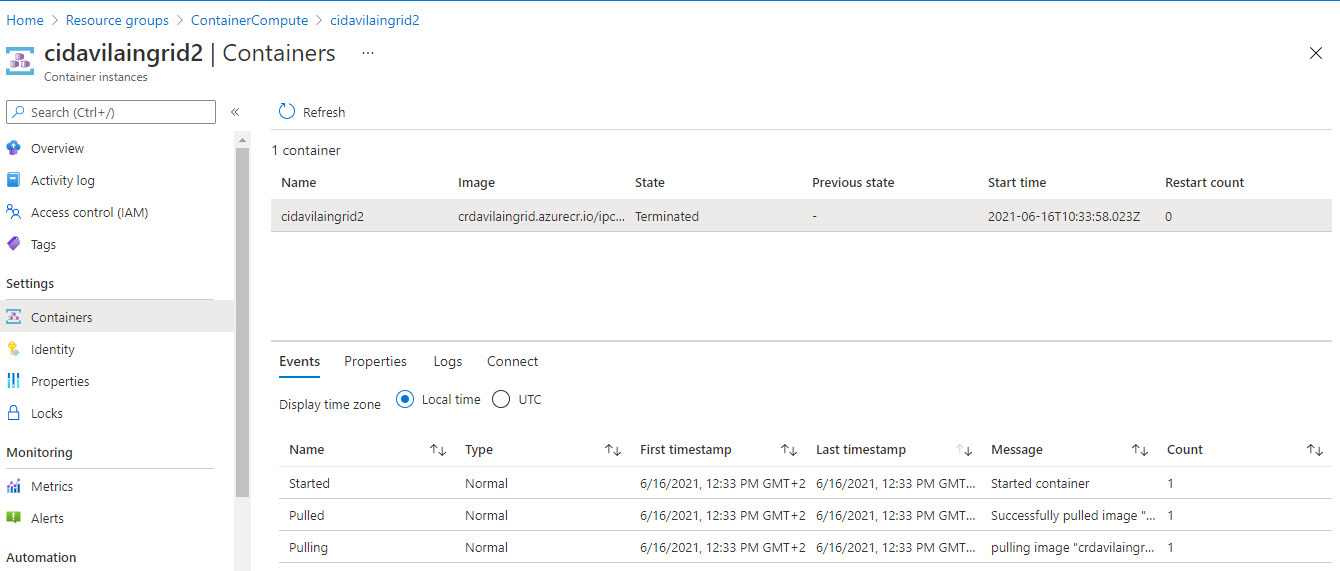 Home > Resource groups > ContainerCompute > cidavilaingrid2
cidavilaingrid2 | Containers ...
Container instances
Search (Ctrl+/)
«
Refresh
Overview
Activity log
Access control (IAM)
Tags
Settings
Containers
Identity
Properties
Locks
Monitoring
Metrics
Alerts
Automation
1 container
Name Image State Previous state Start time Restart count
cidavilaingrid2 crdavilaingrid.azurecr.io/ipc... Terminated - 2021-06-16T10:33:58.023Z 0
Events Properties Logs Connect
Display time zone Local time UTC
Name Type First timestamp Last timestamp Message Count
Started Normal 6/16/2021, 12:33 PM GMT+2 6/16/2021, 12:33 PM GMT... Started container 1
Pulled Normal 6/16/2021, 12:33 PM GMT+2 6/16/2021, 12:33 PM GMT... Successfully pulled image "... 1
Pulling Normal 6/16/2021, 12:33 PM GMT+2 6/16/2021, 12:33 PM GMT... pulling image "crdavilaingr... 1